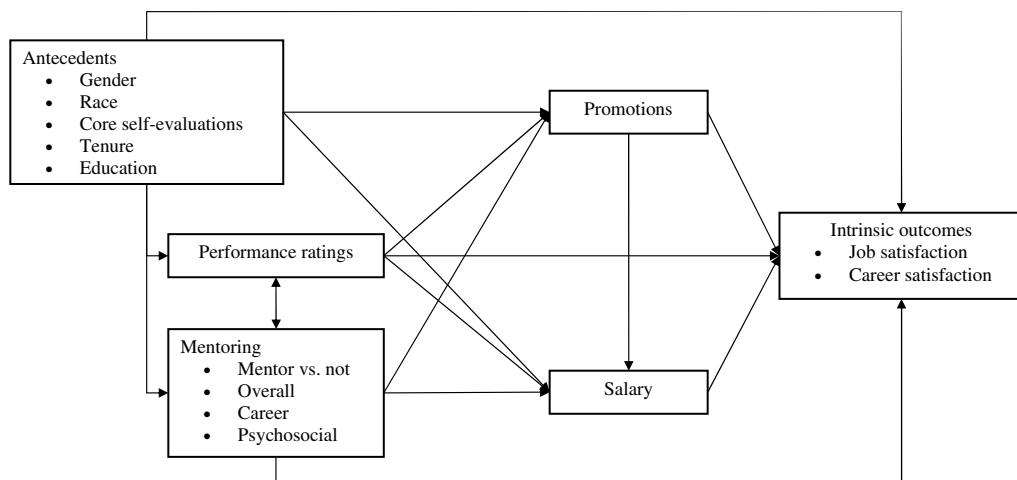 Antecedents
• Gender
• Race
• Core self-evaluations
• Tenure
• Education
Promotions
Performance ratings
Intrinsic outcomes
• Job satisfaction
• Career satisfaction
Mentoring
• Mentor vs. not
• Overall
• Career
• Psychosocial
Salary